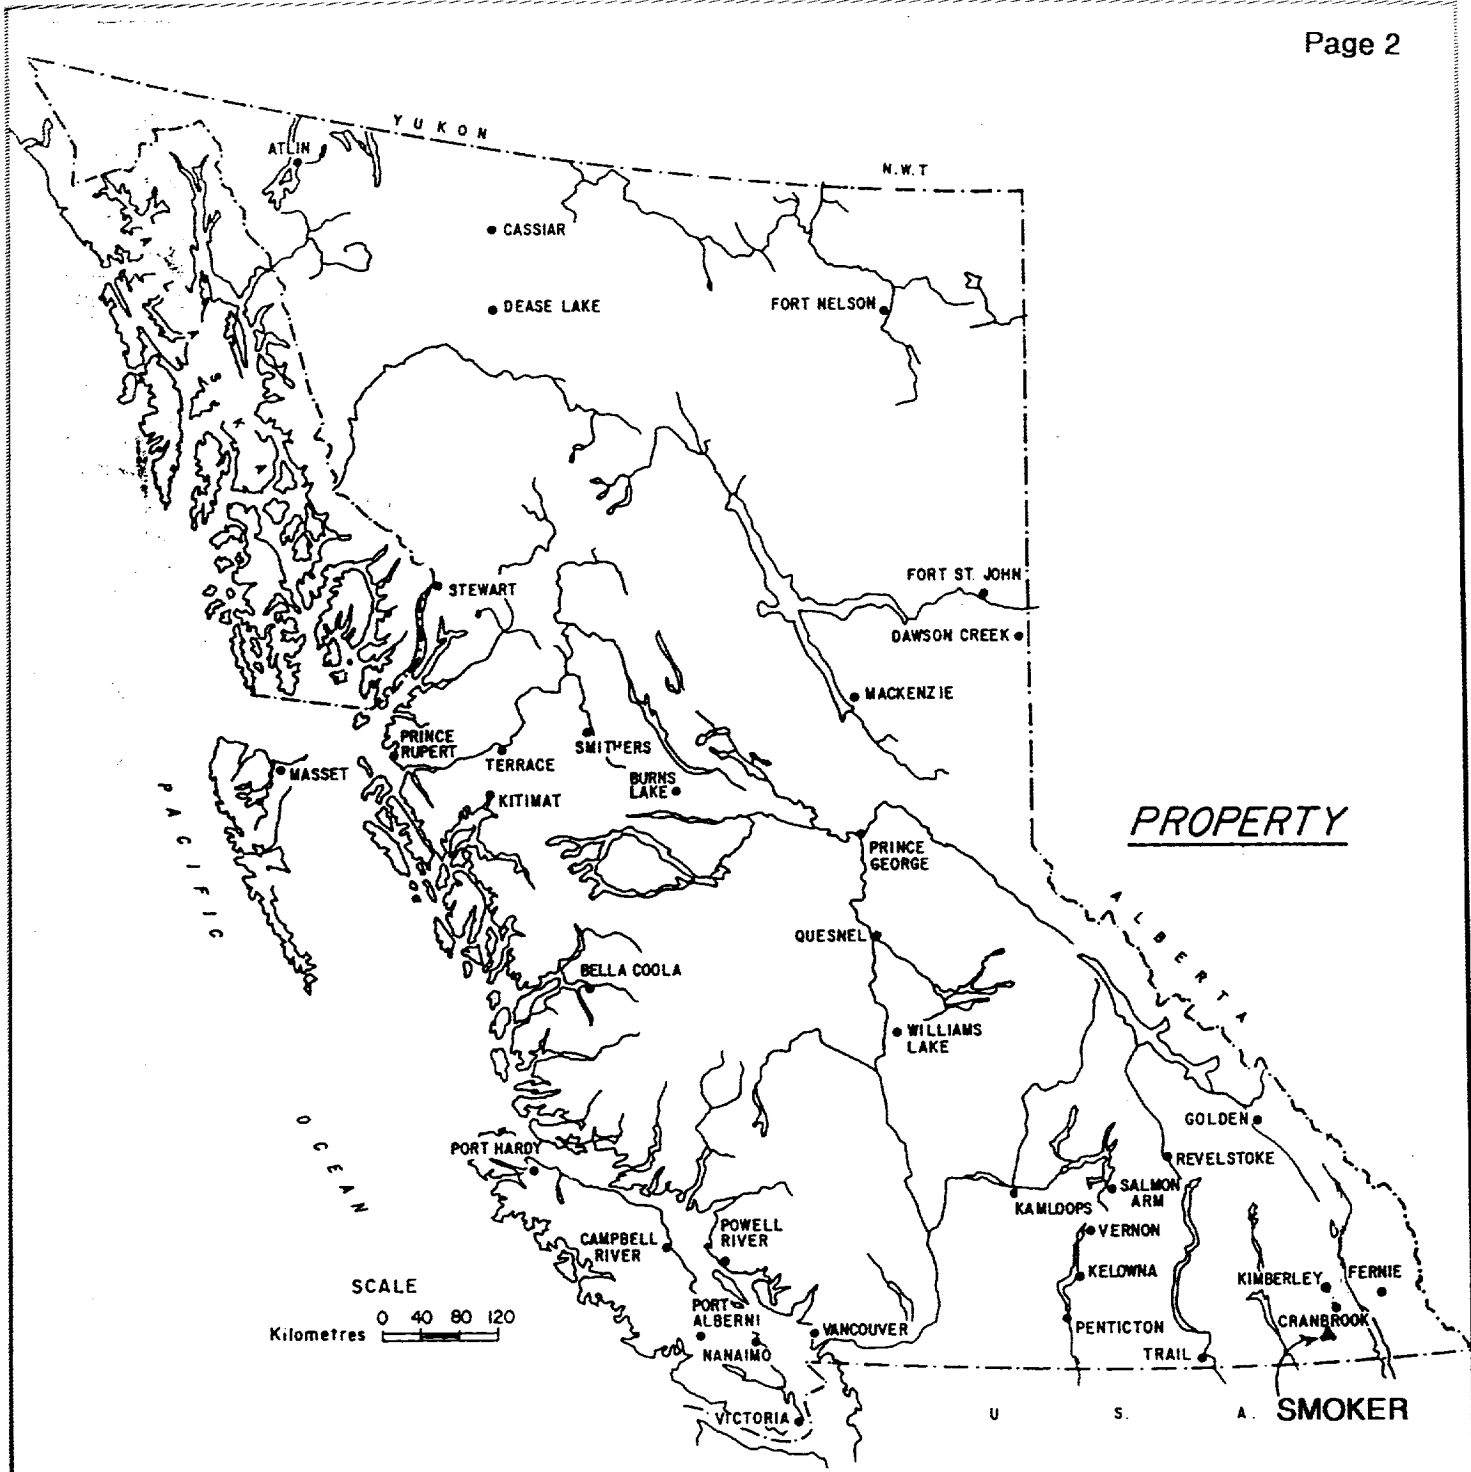 Page 2
YUKON
N.W.T
ATLIN
CASSIAR
DEASE LAKE
FORT NELSON
ALASKA
STEWART
FORT ST. JOHN
DAWSON CREEK
MACKENZIE
PRINCE
RUPERT
TERRACE
SMITHERS
BURNS
LAKE
MASSET
KITIMAT
PACIFIC
PROPERTY
PRINCE
GEORGE
ALBERTA
QUESNEL
BELLA COOLA
WILLIAMS
LAKE
OCEAN
GOLDEN
PORT HARDY
REVELSTOKE
SALMON
ARM
KAMLOOPS
POWELL
RIVER
CAMPBELL
RIVER
VERNON
KELOWNA
KIMBERLEY
FERNIE
SCALE
0 40 80 120
Kilometres
PORT
ALBERNI
VANCOUVER
PENTICTON
CRANBROOK
NANAIMO
TRAIL
VICTORIA
U S. A.
SMOKER